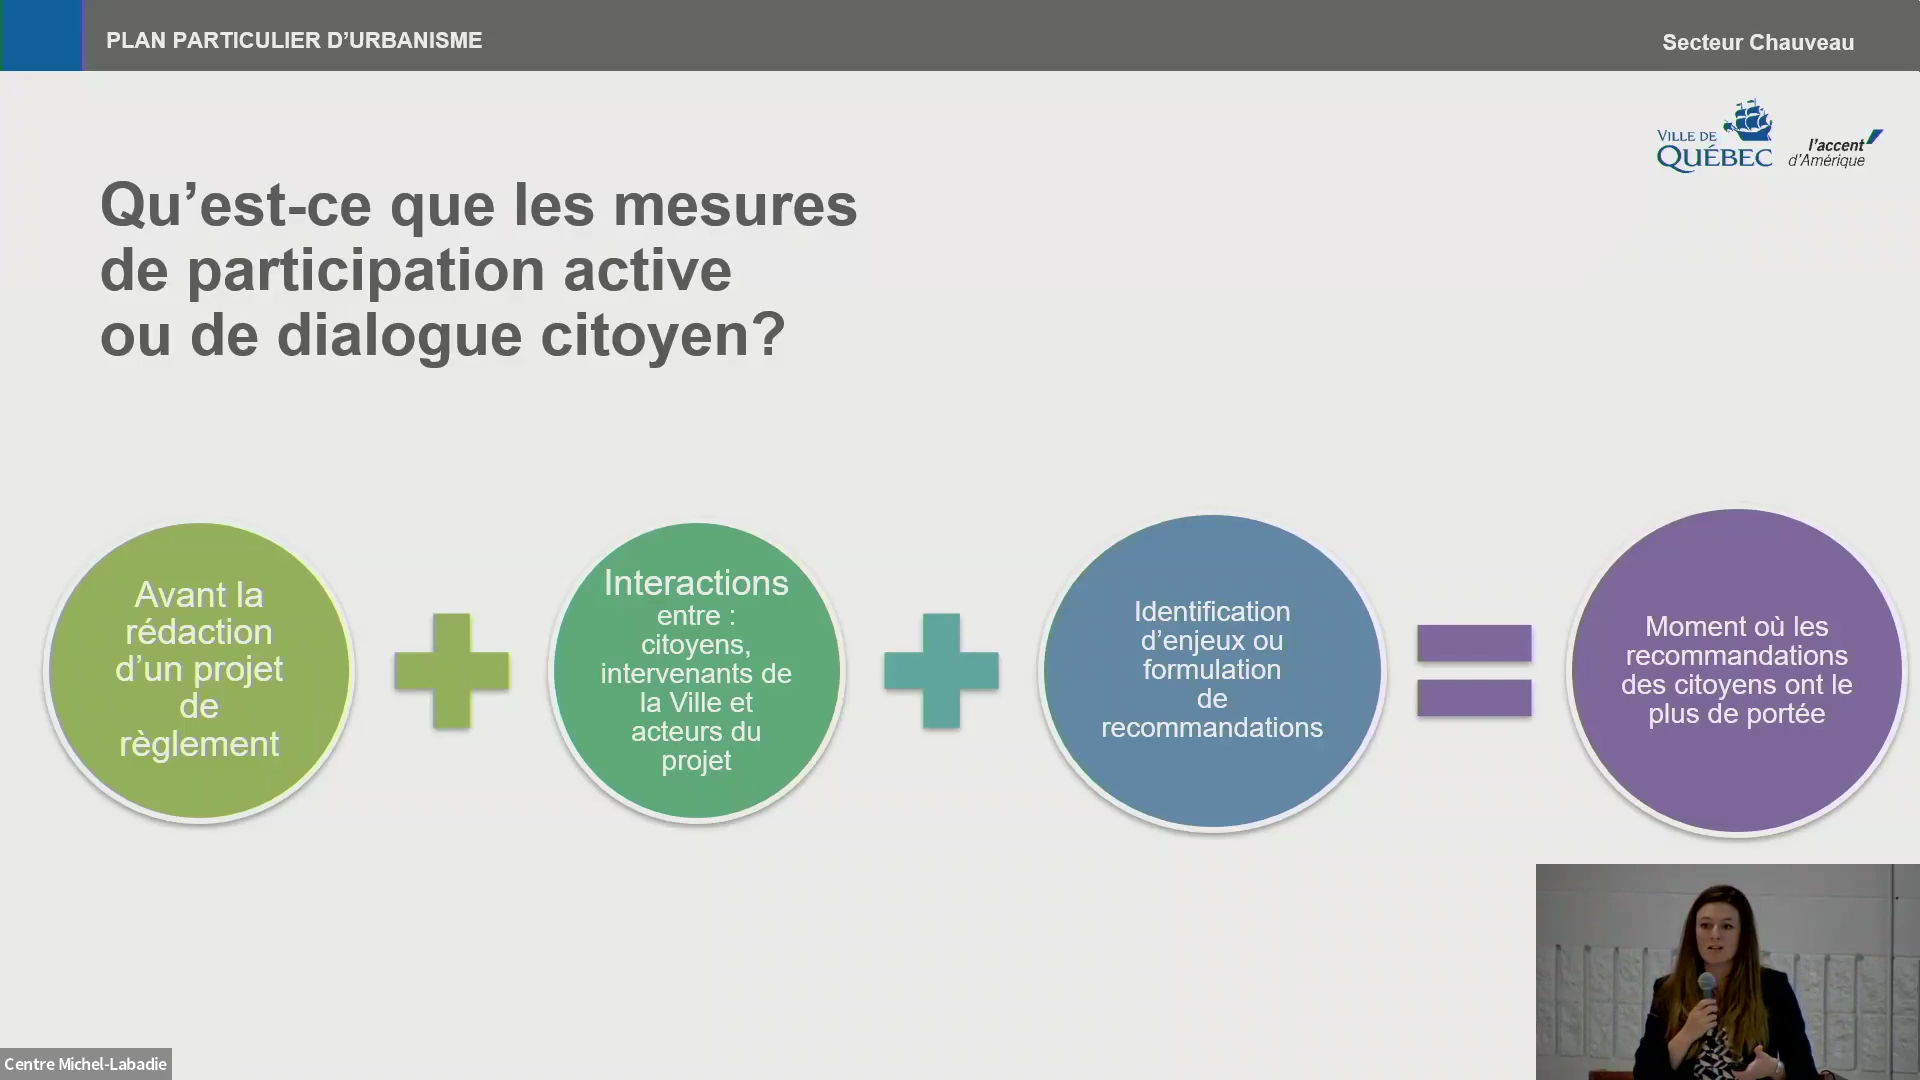 PLAN PARTICULIER D’URBANISME
Secteur Chauveau
VILLE DE
QUÉBEC
l’accent
d’Amérique
Qu’est-ce que les mesures
de participation active
ou de dialogue citoyen?
Avant la
rédaction
d’un projet
de
règlement
Interactions
entre :
citoyens,
intervenants de
la Ville et
acteurs du
projet
Identification
d’enjeux ou
formulation
de
recommandations
Moment où les
recommandations
des citoyens ont le
plus de portée
Centre Michel-Labadie